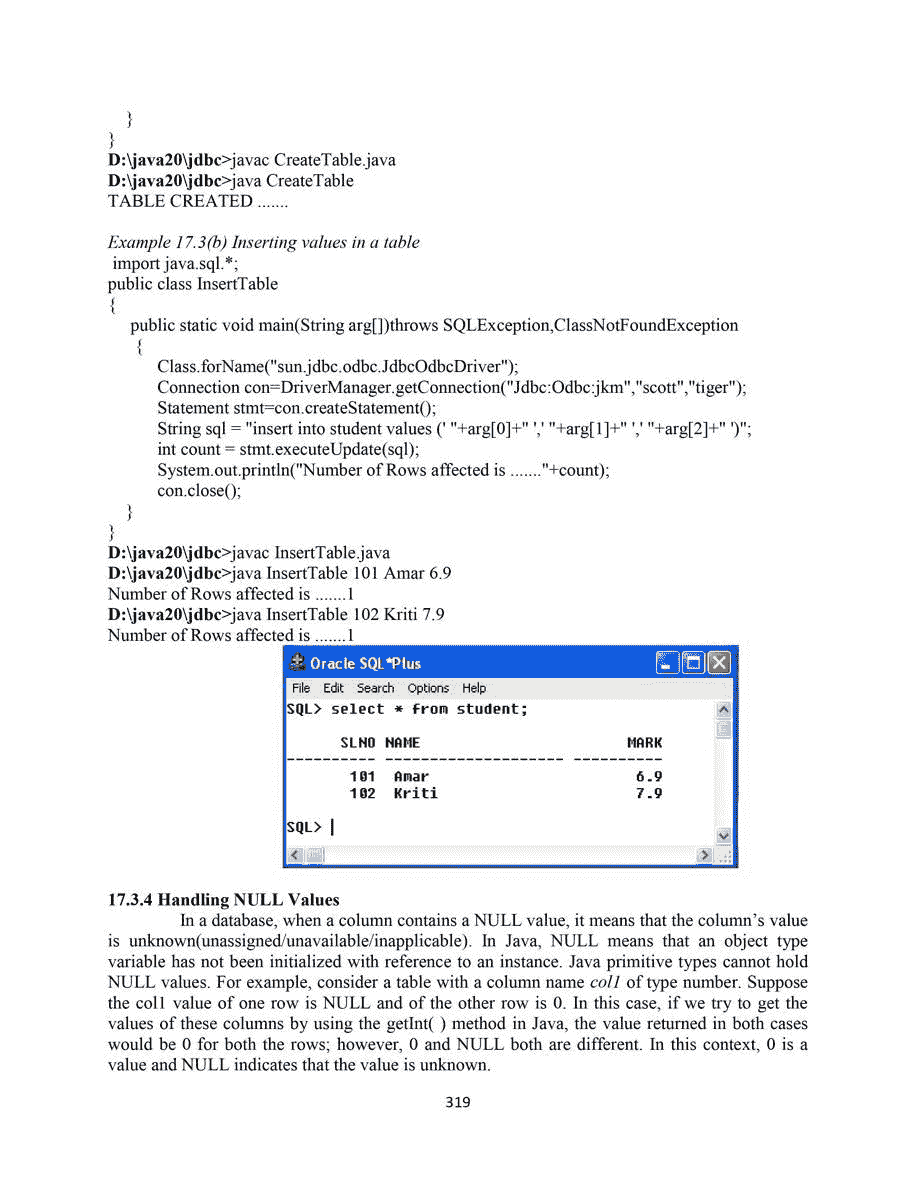 }
}
D:\java20\jdbc>javac CreateTable.java
D:\java20\jdbc>java CreateTable
TABLE CREATED .......
Example 17.3(b) Inserting values in a table
import java.sql.*;
public class InsertTable
{
public static void main(String arg[])throws SQLException,ClassNotFoundException
{
Class.forName("sun.jdbc.odbc.JdbcOdbcDriver");
Connection con=DriverManager.getConnection("Jdbc:Odbc:jkm","scott","tiger");
Statement stmt=con.createStatement();
String sql = "insert into student values (' "+arg[0]+" ',' "+arg[1]+" ',' "+arg[2]+" ')";
int count = stmt.executeUpdate(sql);
System.out.println("Number of Rows affected is ......."+count);
con.close();
}
}
D:\java20\jdbc>javac InsertTable.java
D:\java20\jdbc>java InsertTable 101 Amar 6.9
Number of Rows affected is .......1
D:\java20\jdbc>java InsertTable 102 Kriti 7.9
Number of Rows affected is .......1
Oracle SQL*Plus
File Edit Search Options Help
SQL> select * from student;
SLNO NAME MARK
---------- -------------------- ----------
101 Amar 6.9
102 Kriti 7.9
SQL>
17.3.4 Handling NULL Values
In a database, when a column contains a NULL value, it means that the column’s value
is unknown(unassigned/unavailable/inapplicable). In Java, NULL means that an object type
variable has not been initialized with reference to an instance. Java primitive types cannot hold
NULL values. For example, consider a table with a column name col1 of type number. Suppose
the col1 value of one row is NULL and of the other row is 0. In this case, if we try to get the
values of these columns by using the getInt( ) method in Java, the value returned in both cases
would be 0 for both the rows; however, 0 and NULL both are different. In this context, 0 is a
value and NULL indicates that the value is unknown.
319